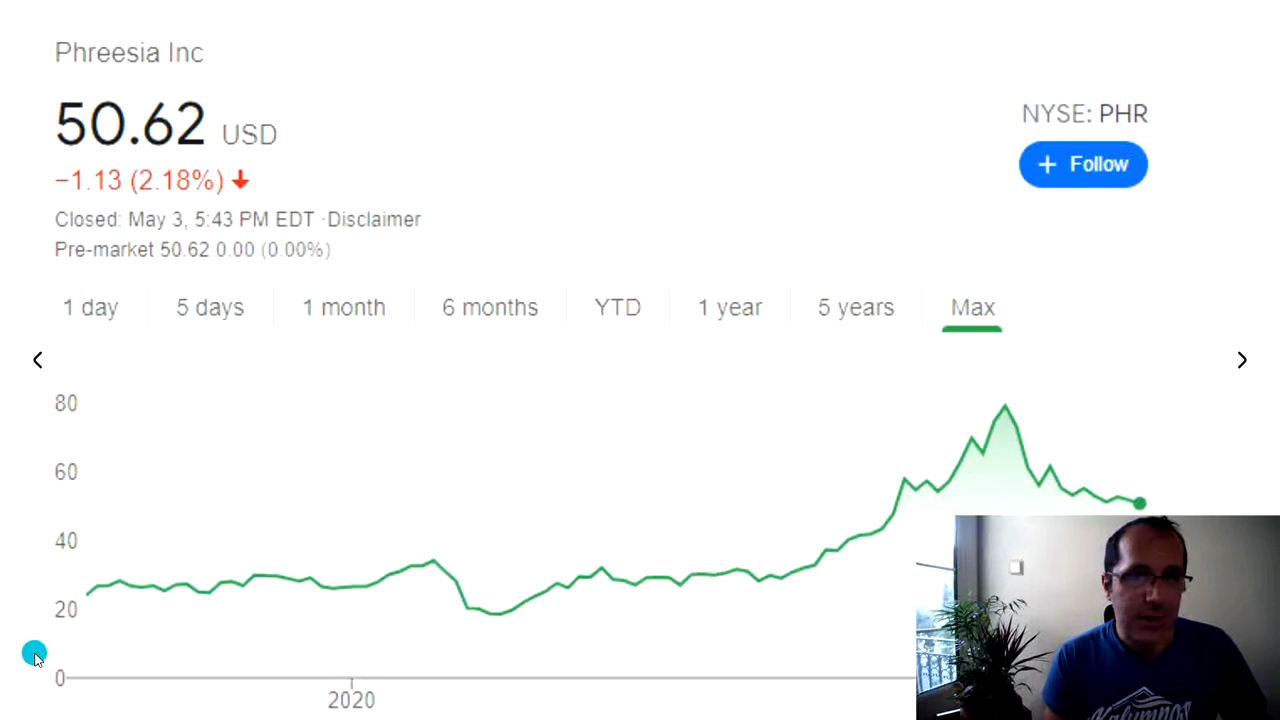 Phreesia Inc
50.62 USD
−1.13 (2.18%)
Closed: May 3, 5:43 PM EDT · Disclaimer
Pre-market 50.62 0.00 (0.00%)
NYSE: PHR
+ Follow
1 day
5 days
1 month
6 months
YTD
1 year
5 years
Max
80
60
40
20
0
2020
Kalymnos